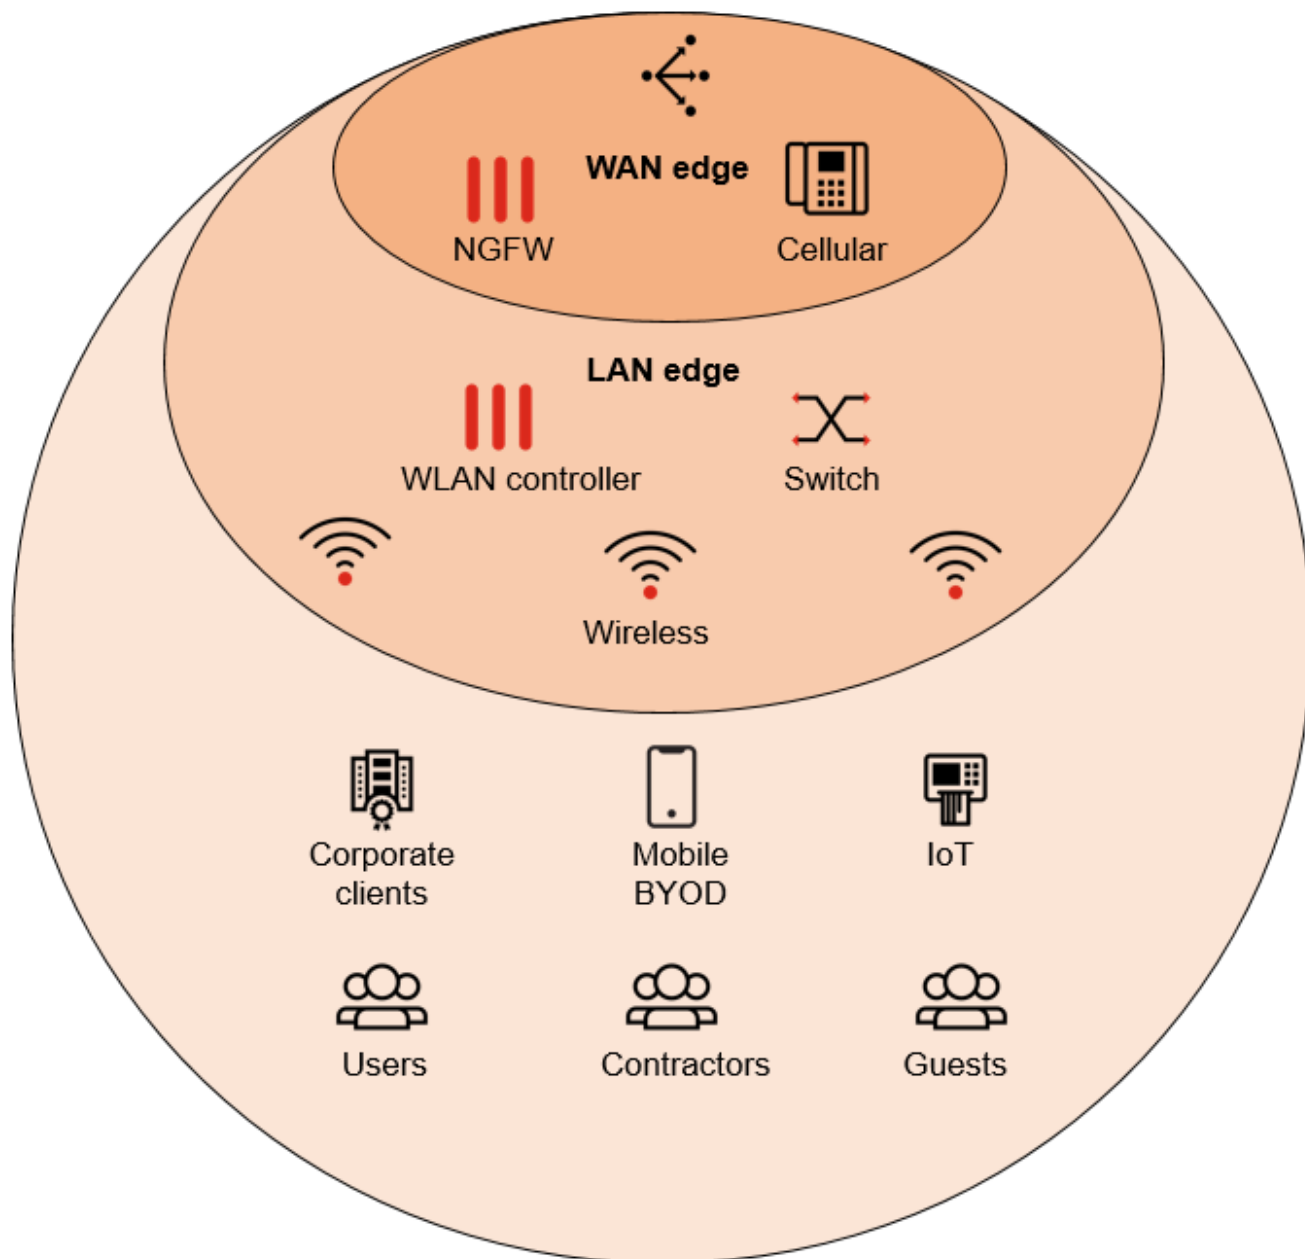 WAN edge
NGFW
Cellular
LAN edge
WLAN controller
Switch
Wireless
Corporate
clients
Mobile
BYOD
IoT
Users
Contractors
Guests